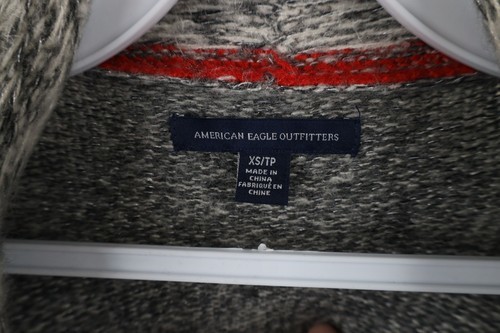 AMERICAN EAGLE OUTFITTERS
XS/TP
MADE IN
CHINA
FABRIQUÉ EN
CHINE